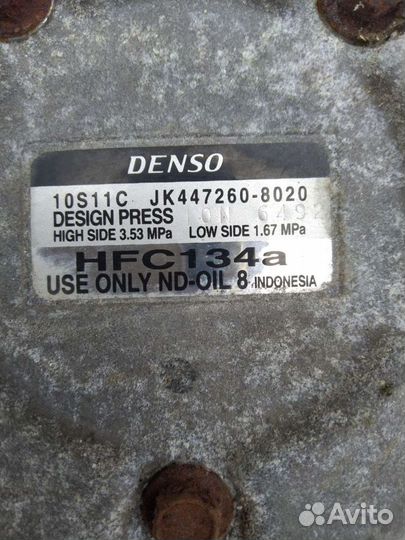 DENSO
10S11C JK447260-8020
DESIGN PRESS
HIGH SIDE 3.53 MPa LOW SIDE 1.67 MPa
HFC134a
USE ONLY ND-OIL 8 INDONESIA
Avito